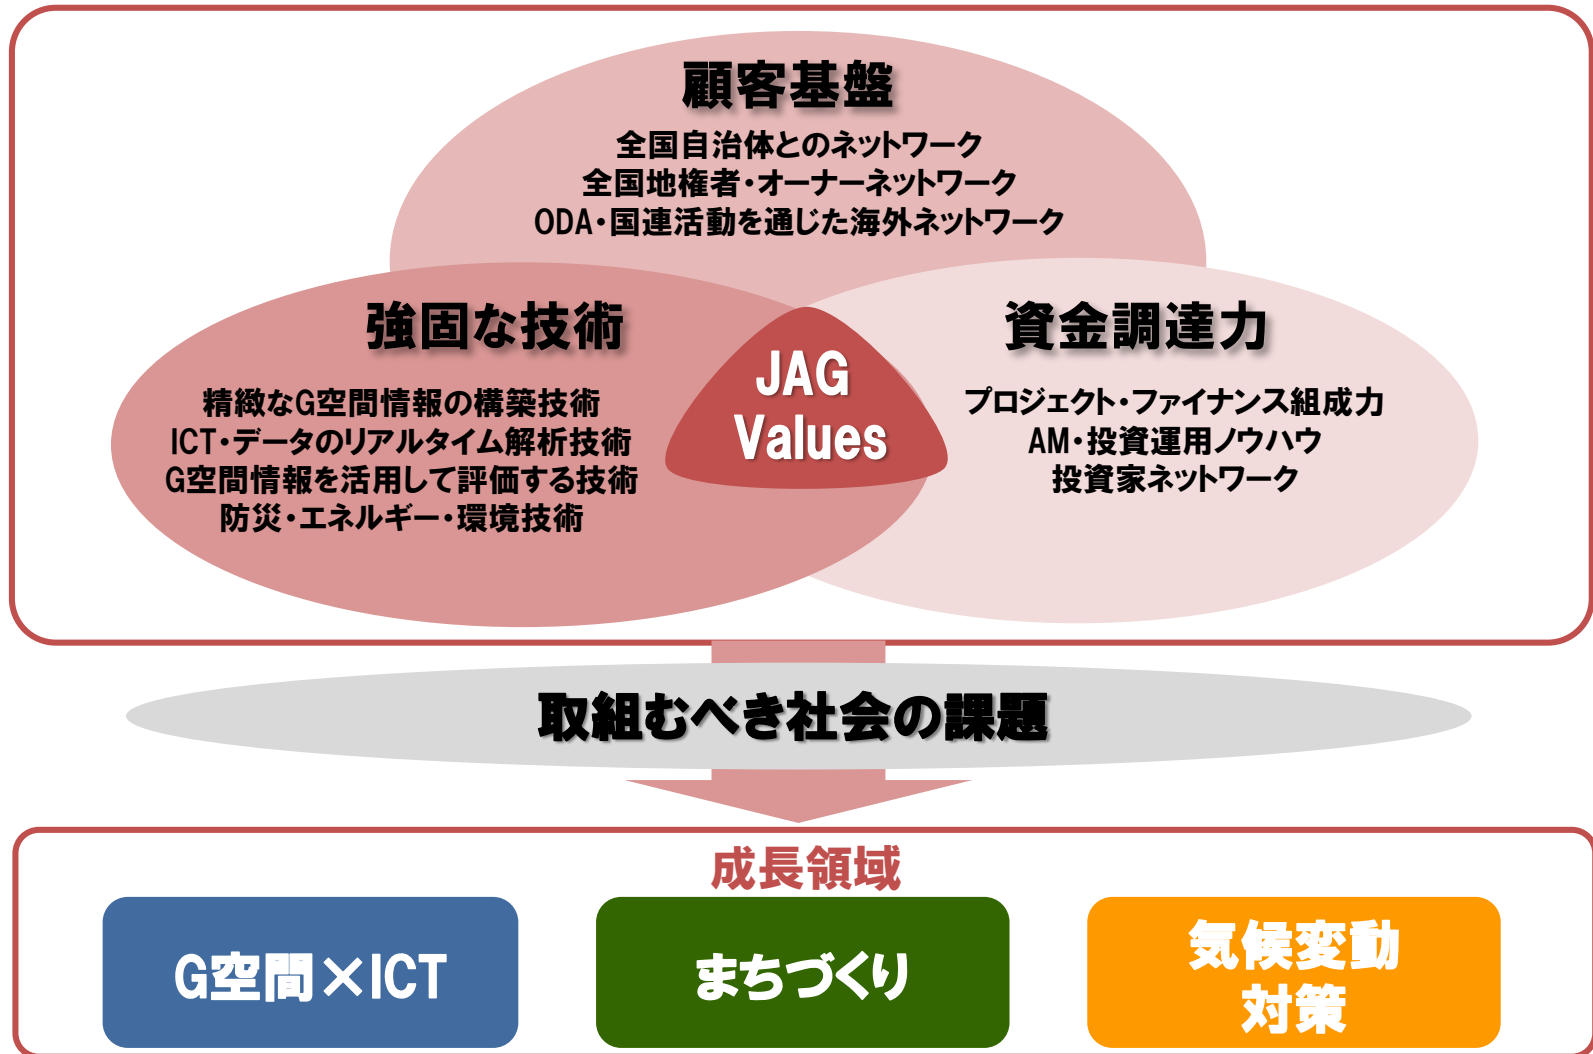 顧客基盤
全国自治体とのネットワーク
全国地権者・オーナーネットワーク
ODA・国連活動を通じた海外ネットワーク
強固な技術
精緻なG空間情報の構築技術
ICT・データのリアルタイム解析技術
G空間情報を活用して評価する技術
防災・エネルギー・環境技術
JAG
Values
資金調達力
プロジェクト・ファイナンス組成力
AM・投資運用ノウハウ
投資家ネットワーク
取組むべき社会の課題
成長領域
G空間×ICT
まちづくり
気候変動
対策